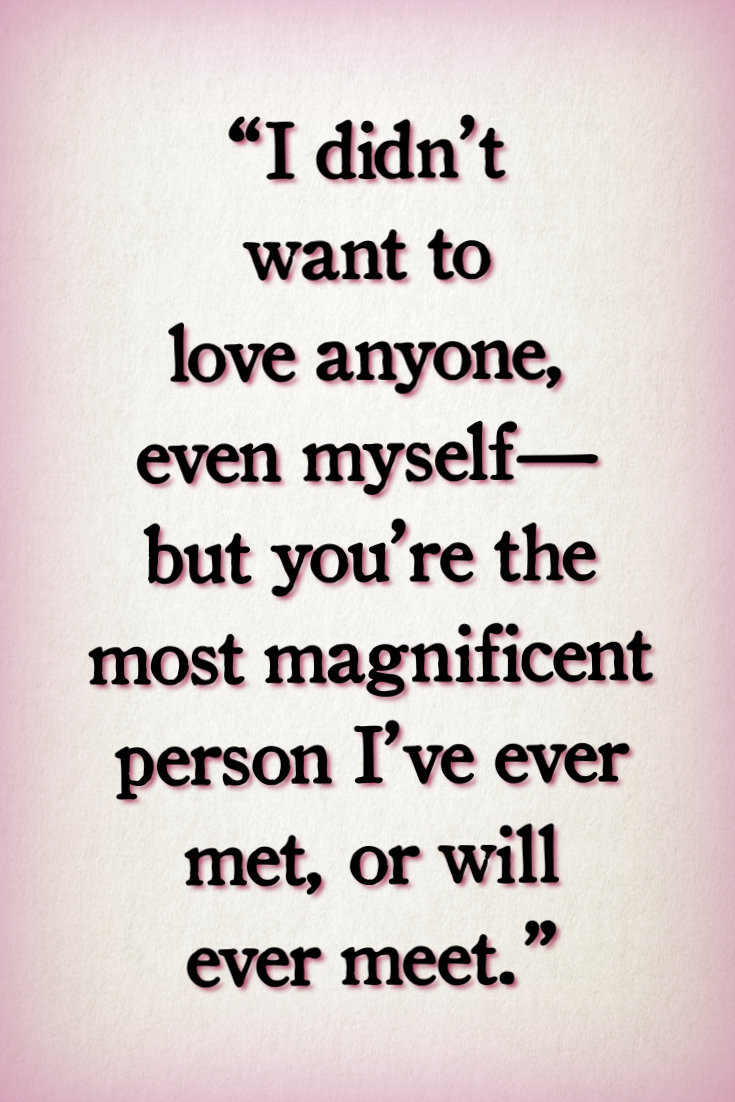 “I didn’t
want to
love anyone,
even myself—
but you’re the
most magnificent
person I’ve ever
met, or will
ever meet.”